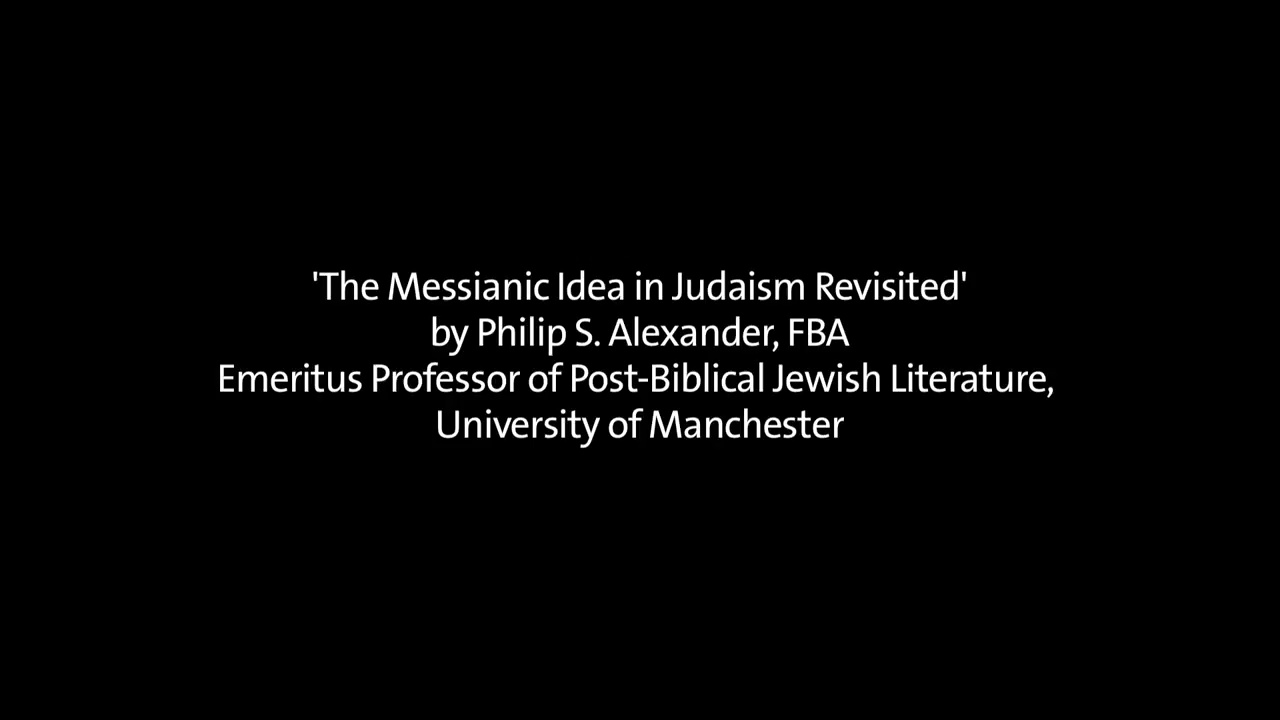 'The Messianic Idea in Judaism Revisited'
by Philip S. Alexander, FBA
Emeritus Professor of Post-Biblical Jewish Literature,
University of Manchester